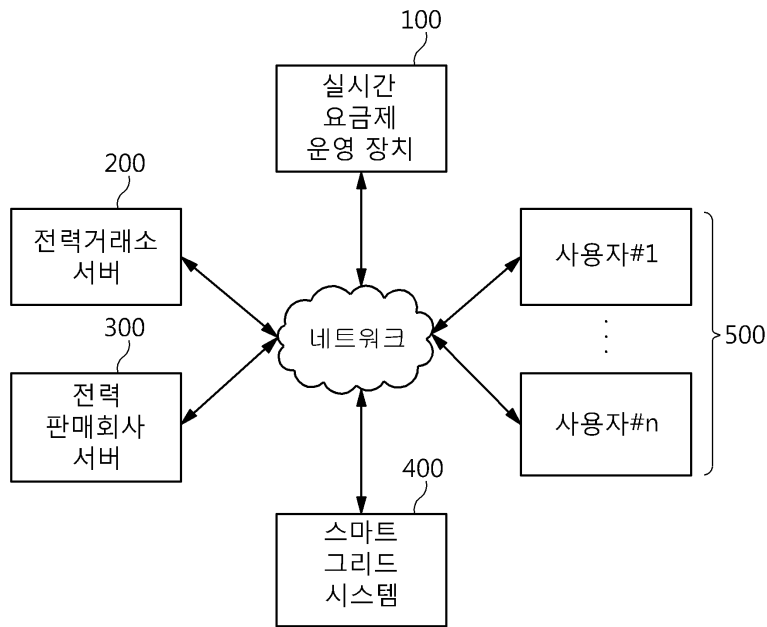 100
실시간
요금제
운영 장치
200
전력거래소
서버
사용자#1
네트워크
300
500
전력
판매회사
서버
사용자#n
400
스마트
그리드
시스템